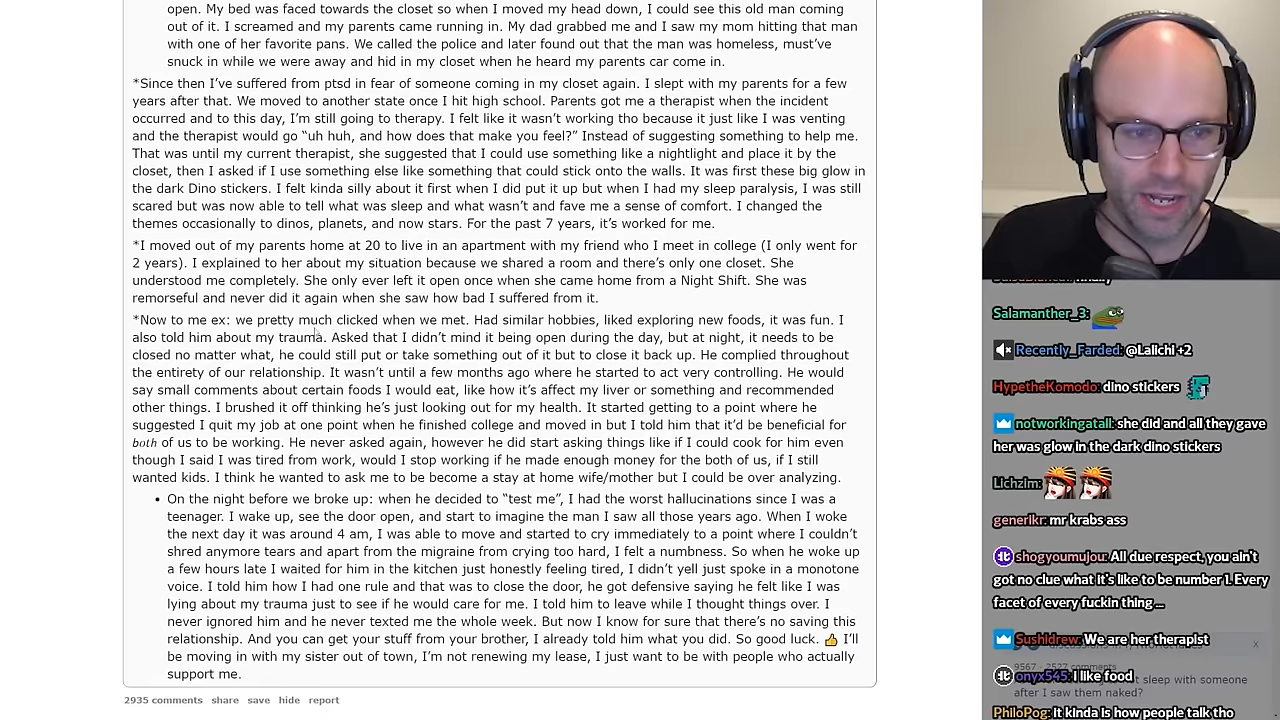 open. My bed was faced towards the closet so when I moved my head down, I could see this old man coming
out of it. I screamed and my parents came running in. My dad grabbed me and I saw my mom hitting that man
with one of her favorite pans. We called the police and later found out that the man was homeless, must’ve
snuck in while we were away and hid in my closet when he heard my parents car come in.
*Since then I’ve suffered from ptsd in fear of someone coming in my closet again. I slept with my parents for a few
years after that. We moved to another state once I hit high school. Parents got me a therapist when the incident
occurred and to this day, I’m still going to therapy. I felt like it wasn’t working tho because it just like I was venting
and the therapist would go “uh huh, and how does that make you feel?” Instead of suggesting something to help me.
That was until my current therapist, she suggested that I could use something like a nightlight and place it by the
closet, then I asked if I use something else like something that could stick onto the walls. It was first these big glow in
the dark Dino stickers. I felt kinda silly about it first when I did put it up but when I had my sleep paralysis, I was still
scared but was now able to tell what was sleep and what wasn’t and fave me a sense of comfort. I changed the
themes occasionally to dinos, planets, and now stars. For the past 7 years, it’s worked for me.
*I moved out of my parents home at 20 to live in an apartment with my friend who I meet in college (I only went for
2 years). I explained to her about my situation because we shared a room and there’s only one closet. She
understood me completely. She only ever left it open once when she came home from a Night Shift. She was
remorseful and never did it again when she saw how bad I suffered from it.
*Now to me ex: we pretty much clicked when we met. Had similar hobbies, liked exploring new foods, it was fun. I
also told him about my trauma. Asked that I didn’t mind it being open during the day, but at night, it needs to be
closed no matter what, he could still put or take something out of it but to close it back up. He complied throughout
the entirety of our relationship. It wasn’t until a few months ago where he started to act very controlling. He would
say small comments about certain foods I would eat, like how it’s affect my liver or something and recommended
other things. I brushed it off thinking he’s just looking out for my health. It started getting to a point where he
suggested I quit my job at one point when he finished college and moved in but I told him that it’d be beneficial for
both of us to be working. He never asked again, however he did start asking things like if I could cook for him even
though I said I was tired from work, would I stop working if he made enough money for the both of us, if I still
wanted kids. I think he wanted to ask me to be become a stay at home wife/mother but I could be over analyzing.
• On the night before we broke up: when he decided to “test me”, I had the worst hallucinations since I was a
teenager. I wake up, see the door open, and start to imagine the man I saw all those years ago. When I woke
the next day it was around 4 am, I was able to move and started to cry immediately to a point where I couldn’t
shred anymore tears and apart from the migraine from crying too hard, I felt a numbness. So when he woke up
a few hours late I waited for him in the kitchen just honestly feeling tired, I didn’t yell just spoke in a monotone
voice. I told him how I had one rule and that was to close the door, he got defensive saying he felt like I was
lying about my trauma just to see if he would care for me. I told him to leave while I thought things over. I
never ignored him and he never texted me the whole week. But now I know for sure that there’s no saving this
relationship. And you can get your stuff from your brother, I already told him what you did. So good luck. 👍 I’ll
be moving in with my sister out of town, I’m not renewing my lease, I just want to be with people who actually
support me.
2935 comments share save hide report
Salamanther_3:
Recently_Farded: @Lalichi +2
HypetheKomodo: dino stickers
notworkingatall: she did and all they gave
her was glow in the dark dino stickers
Lichzim:
generikr: mr krabs ass
shogyoumujou: All due respect, you ain't
got no clue what it's like to be number 1. Every
facet of every fuckin thing ...
Sushidrew: We are her therapist
9567 - 2527 comments
onyx545: I like food
sleep with someone
after I saw them naked?
PhiloPog: It kinda is how people talk tho